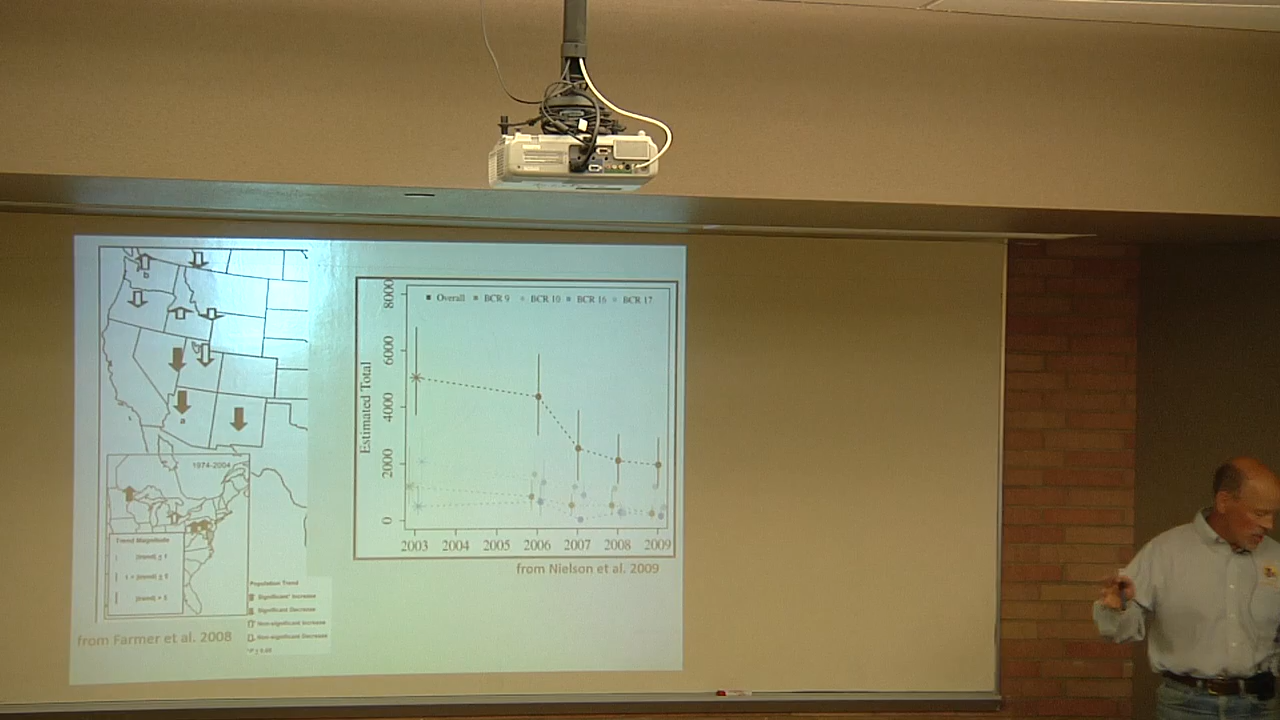 b
a
1974-2004
Trend Magnitude
from Farmer et al. 2008
Population Trend
Significant* Increase
Significant Decrease
Non-significant Increase
Non-significant Decrease
Overall BCR 9 BCR 10 BCR 16 BCR 17
Estimated Total
8000
6000
4000
2000
0
2003 2004 2005 2006 2007 2008 2009
from Nielson et al. 2009